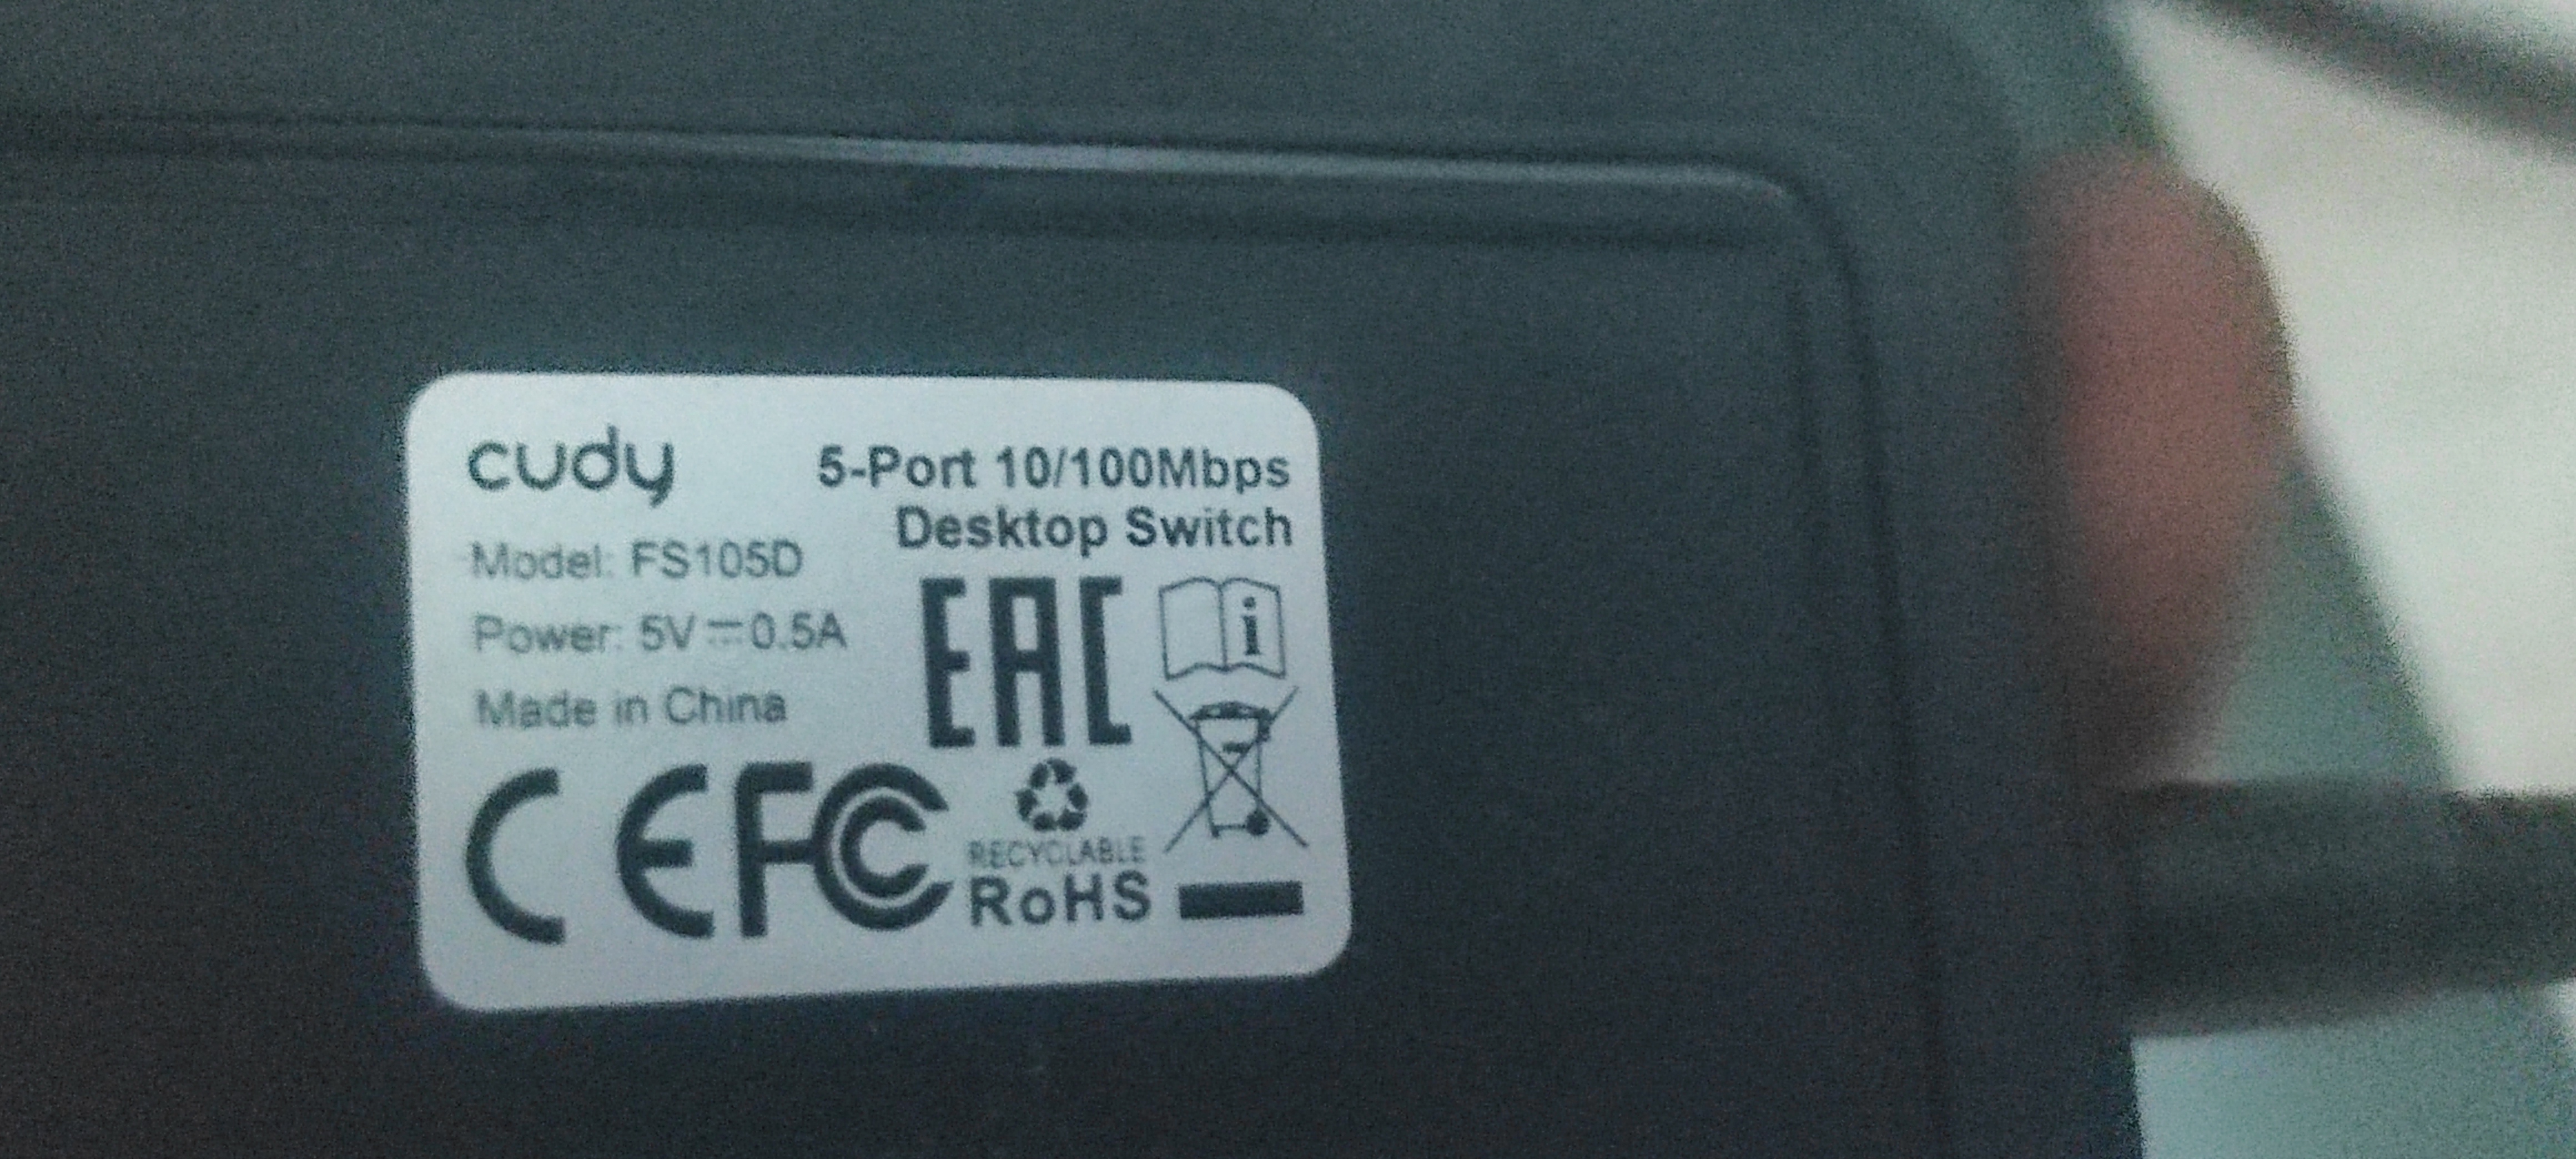 cudy
5-Port 10/100Mbps
Desktop Switch
Model: FS105D
Power: 5V⎓0.5A
Made in China
EAC
i
CE FC
RECYCLABLE
RoHS